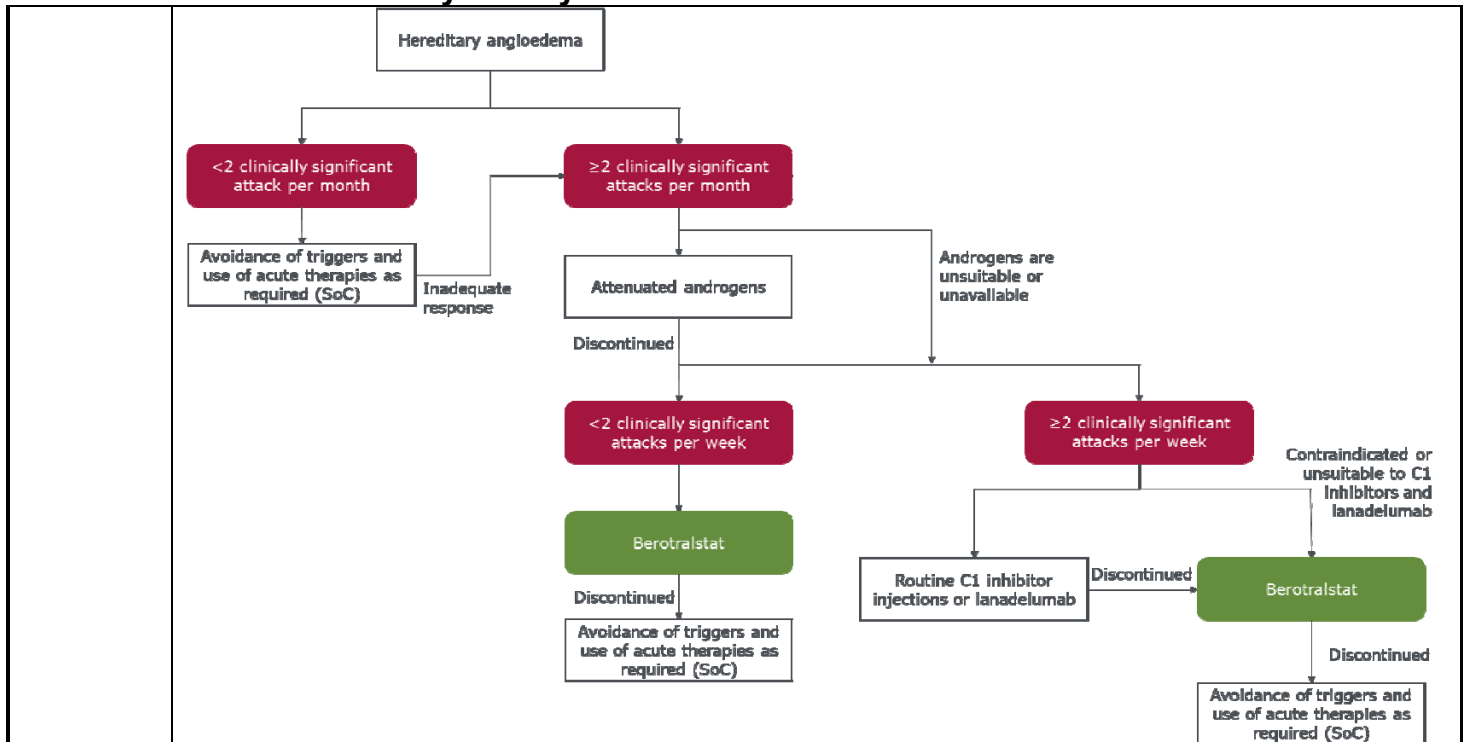 Hereditary angioedema
<2 clinically significant
attack per month
≥2 clinically significant
attacks per month
Avoidance of triggers and
use of acute therapies as
required (SoC)
Inadequate
response
Attenuated androgens
Androgens are
unsuitable or
unavailable
Discontinued
<2 clinically significant
attacks per week
≥2 clinically significant
attacks per week
Contraindicated or
unsuitable to C1
inhibitors and
lanadelumab
Berotralstat
Routine C1 inhibitor
injections or lanadelumab
Discontinued
Berotralstat
Discontinued
Avoidance of triggers and
use of acute therapies as
required (SoC)
Discontinued
Avoidance of triggers and
use of acute therapies as
required (SoC)